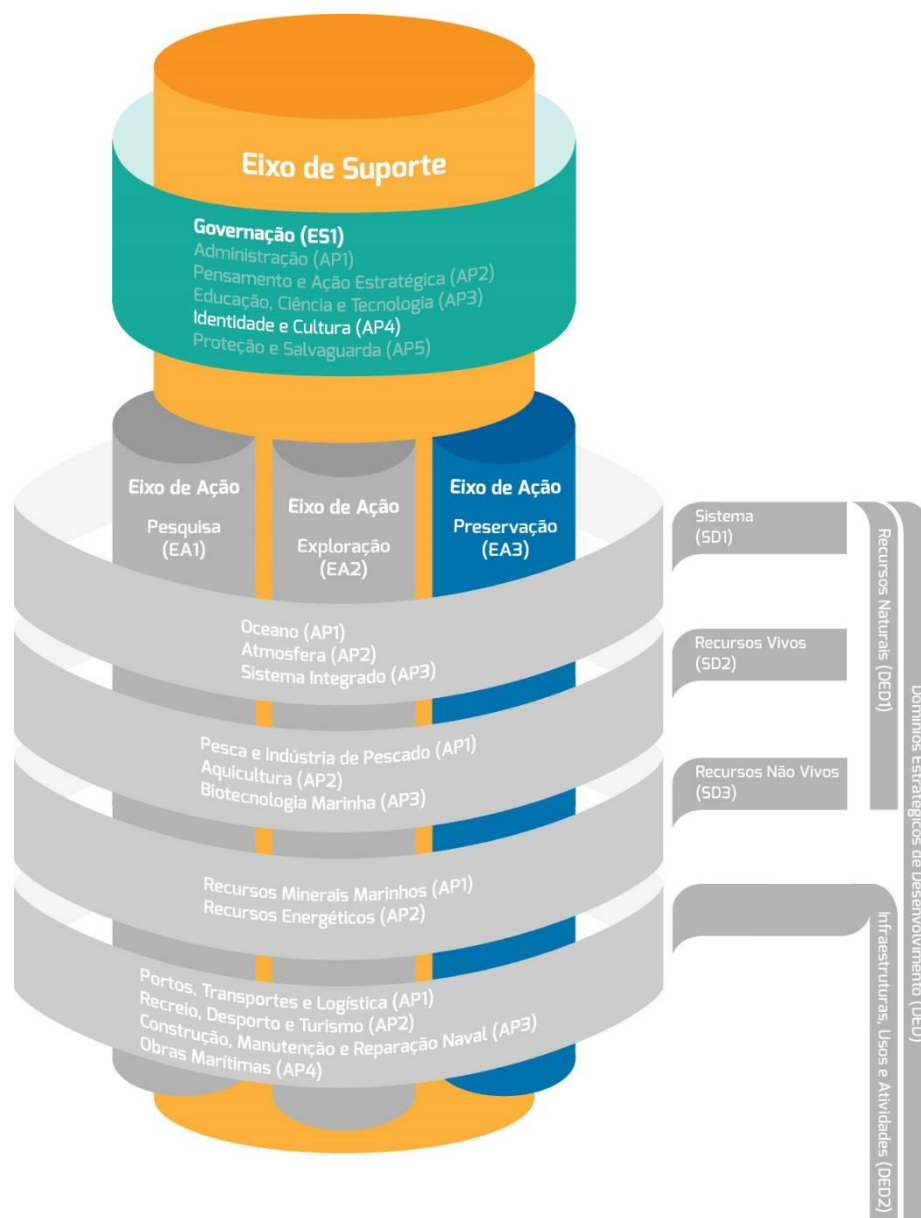 Eixo de Suporte
Governação (ES1)
Administração (AP1)
Pensamento e Ação Estratégica (AP2)
Educação, Ciência e Tecnologia (AP3)
Identidade e Cultura (AP4)
Proteção e Salvaguarda (AP5)
Eixo de Ação
Pesquisa
(EA1)
Eixo de Ação
Exploração
(EA2)
Eixo de Ação
Preservação
(EA3)
Oceano (AP1)
Atmosfera (AP2)
Sistema Integrado (AP3)
Pesca e Indústria de Pescado (AP1)
Aquicultura (AP2)
Biotecnologia Marinha (AP3)
Recursos Minerais Marinhos (AP1)
Recursos Energéticos (AP2)
Portos, Transportes e Logística (AP1)
Recreio, Desporto e Turismo (AP2)
Construção, Manutenção e Reparação Naval (AP3)
Obras Marítimas (AP4)
Sistema
(SD1)
Recursos Vivos
(SD2)
Recursos Não Vivos
(SD3)
Recursos Naturais (DED1)
Infraestruturas, Usos e Atividades (DED2)
Domínios Estratégicos de Desenvolvimento (DED)